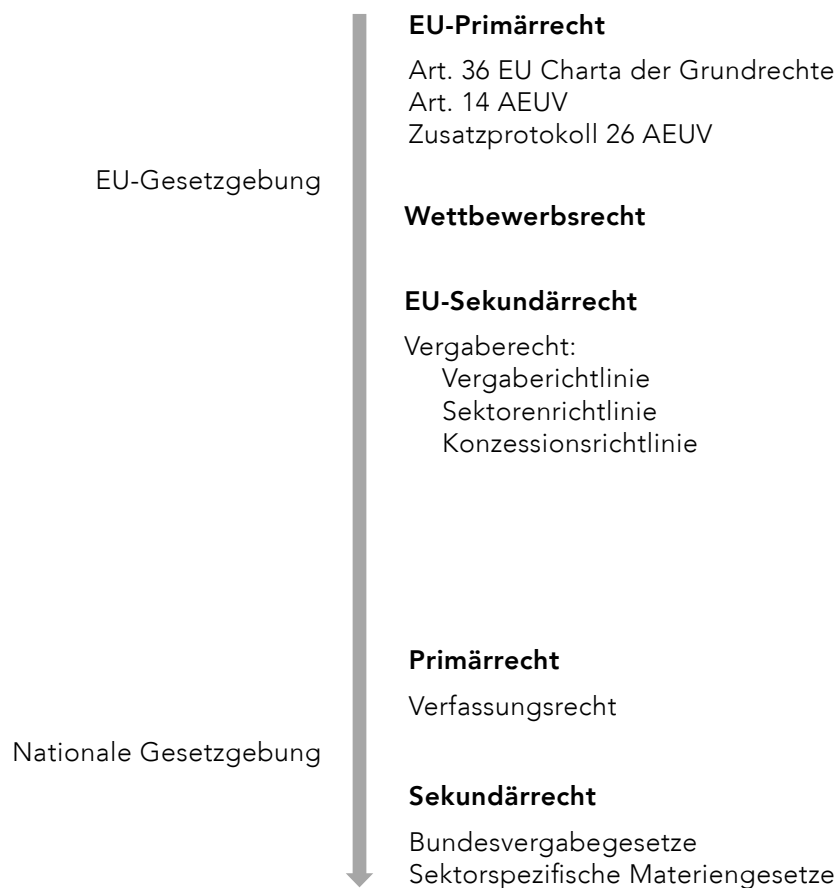 EU-Primärrecht
Art. 36 EU Charta der Grundrechte
Art. 14 AEUV
Zusatzprotokoll 26 AEUV
EU-Gesetzgebung
Wettbewerbsrecht
EU-Sekundärrecht
Vergaberecht:
Vergaberichtlinie
Sektorenrichtlinie
Konzessionsrichtlinie
Primärrecht
Verfassungsrecht
Nationale Gesetzgebung
Sekundärrecht
Bundesvergabegesetze
Sektorspezifische Materiengesetze